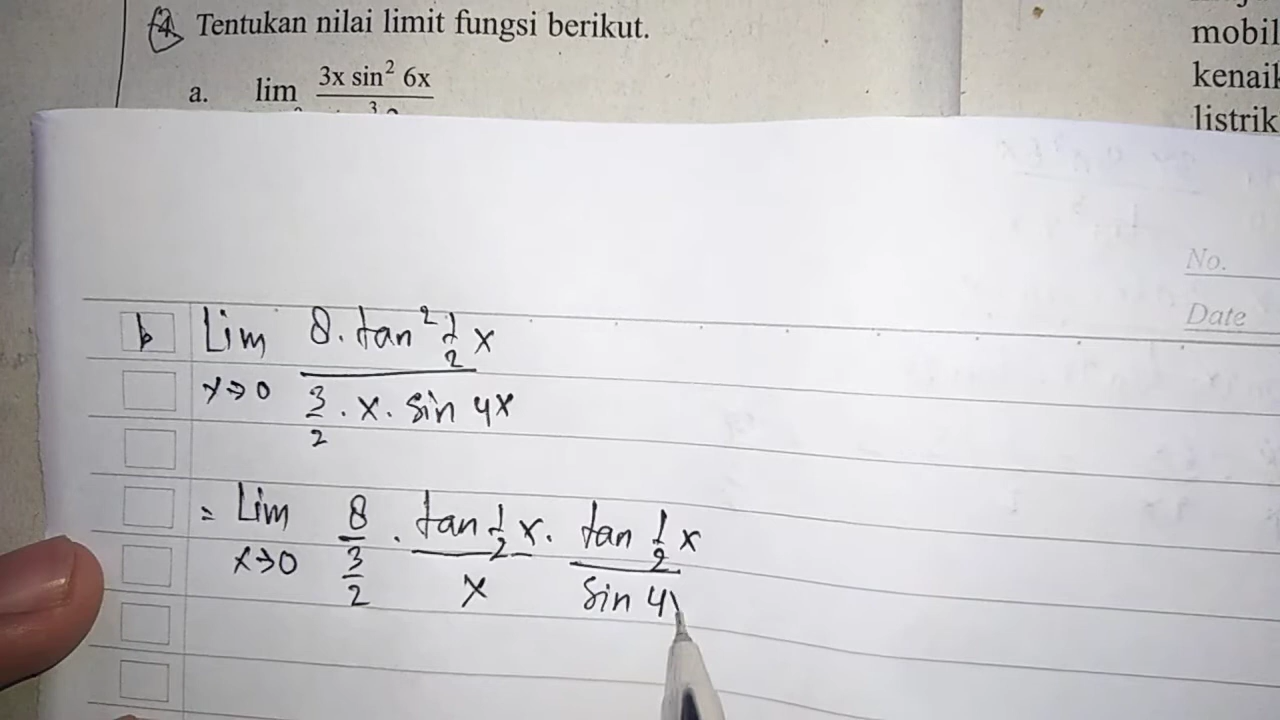 4. Tentukan nilai limit fungsi berikut.
a. lim 3x sin² 6x
mobil
listrik
No.
Date
b Lim 8. tan² 1/2 x
x→0 3/2 . x. sin 4x
= Lim 8/(3/2) . tan 1/2 x . tan 1/2 x
x→0 x sin 4x